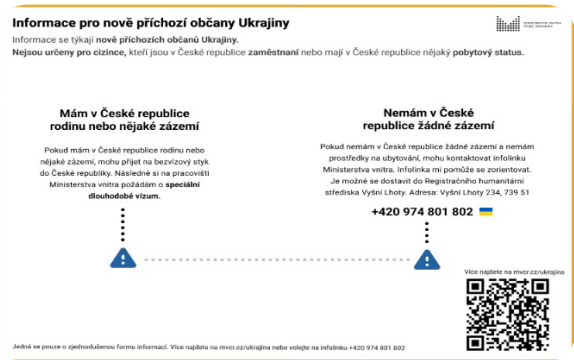 Informace pro nově příchozí občany Ukrajiny
Informace se týkají nově příchozích občanů Ukrajiny.
Nejsou určeny pro cizince, kteří jsou v České republice zaměstnaní nebo mají v České republice nějaký pobytový status.
Mám v České republice
rodinu nebo nějaké zázemí
Pokud mám v České republice rodinu nebo
nějaké zázemí, mohu přijet na bezvízový styk
do České republiky. Následně si na pracovišti
Ministerstva vnitra požádám o speciální
dlouhodobé vízum.
Nemám v České
republice žádné zázemí
Pokud nemám v České republice žádné zázemí a nemám
prostředky na ubytování, mohu kontaktovat infolinku
Ministerstva vnitra. Infolinka mi pomůže se zorientovat.
Je možné se dostavit do Registračního humanitární
střediska Vyšní Lhoty. Adresa: Vyšní Lhoty 234, 739 51
+420 974 801 802
Více najdete na mvcr.cz/ukrajina
Jedná se pouze o zjednodušenou formu informací. Více najdete na mvcr.cz/ukrajina nebo volejte na infolinku +420 974 801 802